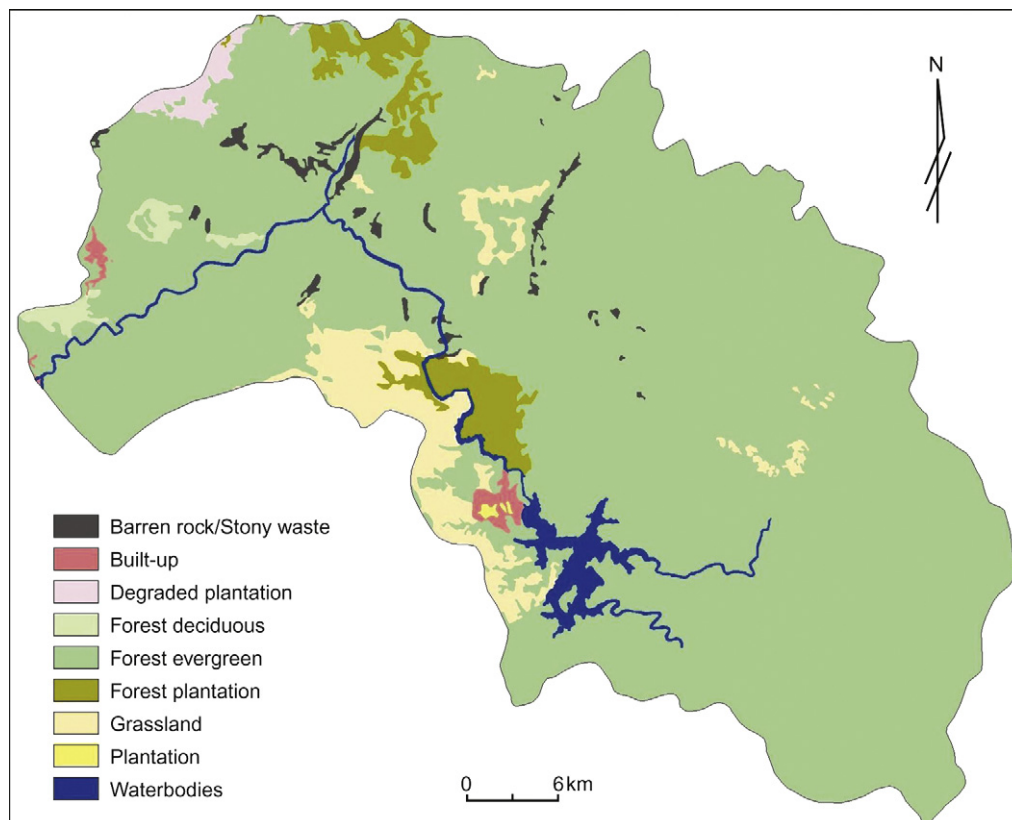 N
Barren rock/Stony waste
Built-up
Degraded plantation
Forest deciduous
Forest evergreen
Forest plantation
Grassland
Plantation
Waterbodies
0 6 km